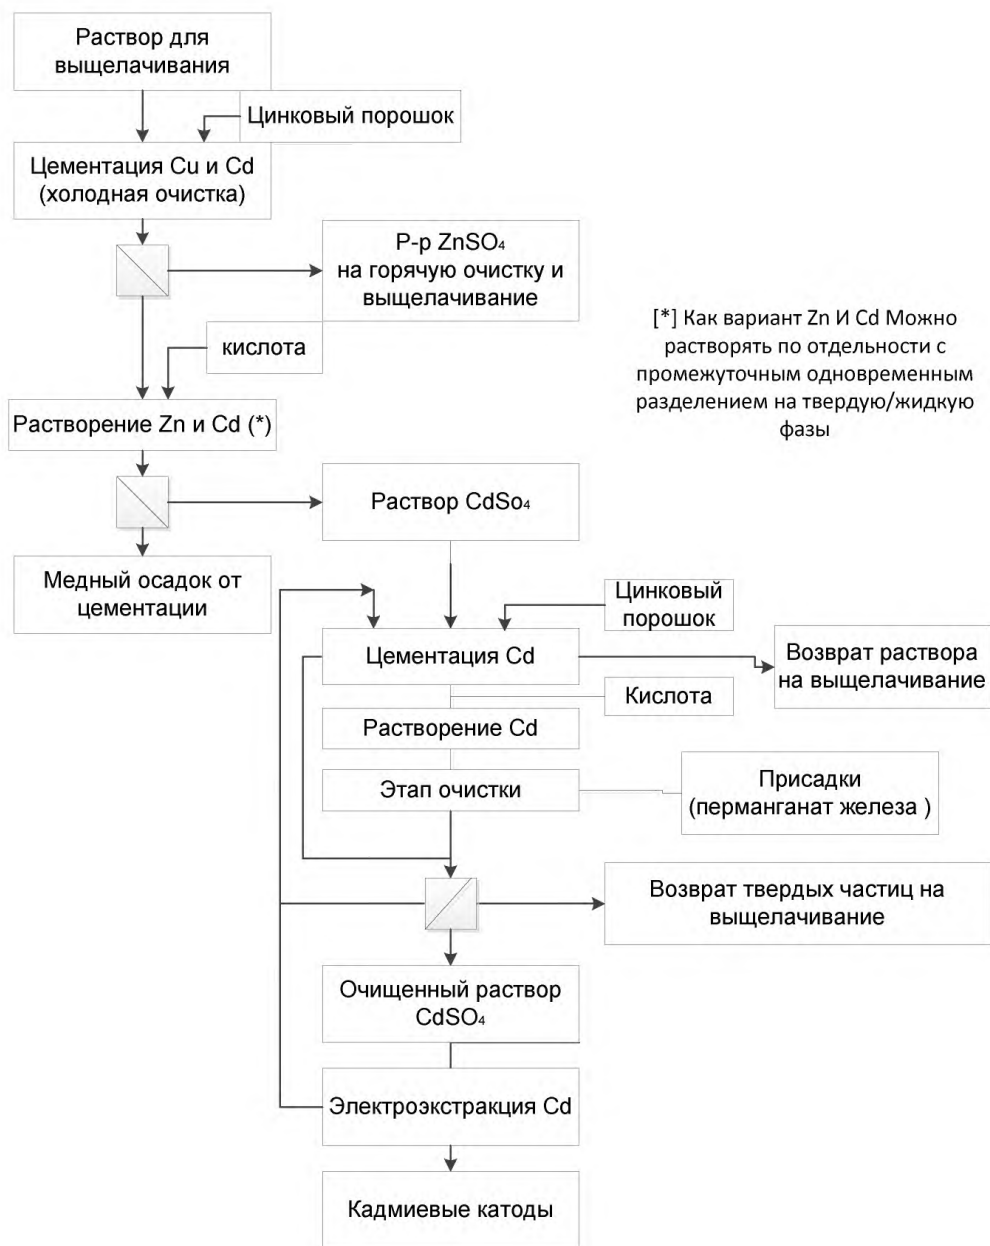 Раствор для
выщелачивания
Цинковый порошок
Цементация Cu и Cd
(холодная очистка)
Р-р ZnSO₄
на горячую очистку и
выщелачивание
[*] Как вариант Zn И Cd Можно
растворять по отдельности с
промежуточным одновременным
разделением на твердую/жидкую
фазы
кислота
Растворение Zn и Cd (*)
Раствор CdSo₄
Медный осадок от
цементации
Цинковый
порошок
Цементация Cd
Возврат раствора
на выщелачивание
Кислота
Растворение Cd
Этап очистки
Присадки
(перманганат железа )
Возврат твердых частиц на
выщелачивание
Очищенный раствор
CdSO₄
Электроэкстракция Cd
Кадмиевые катоды